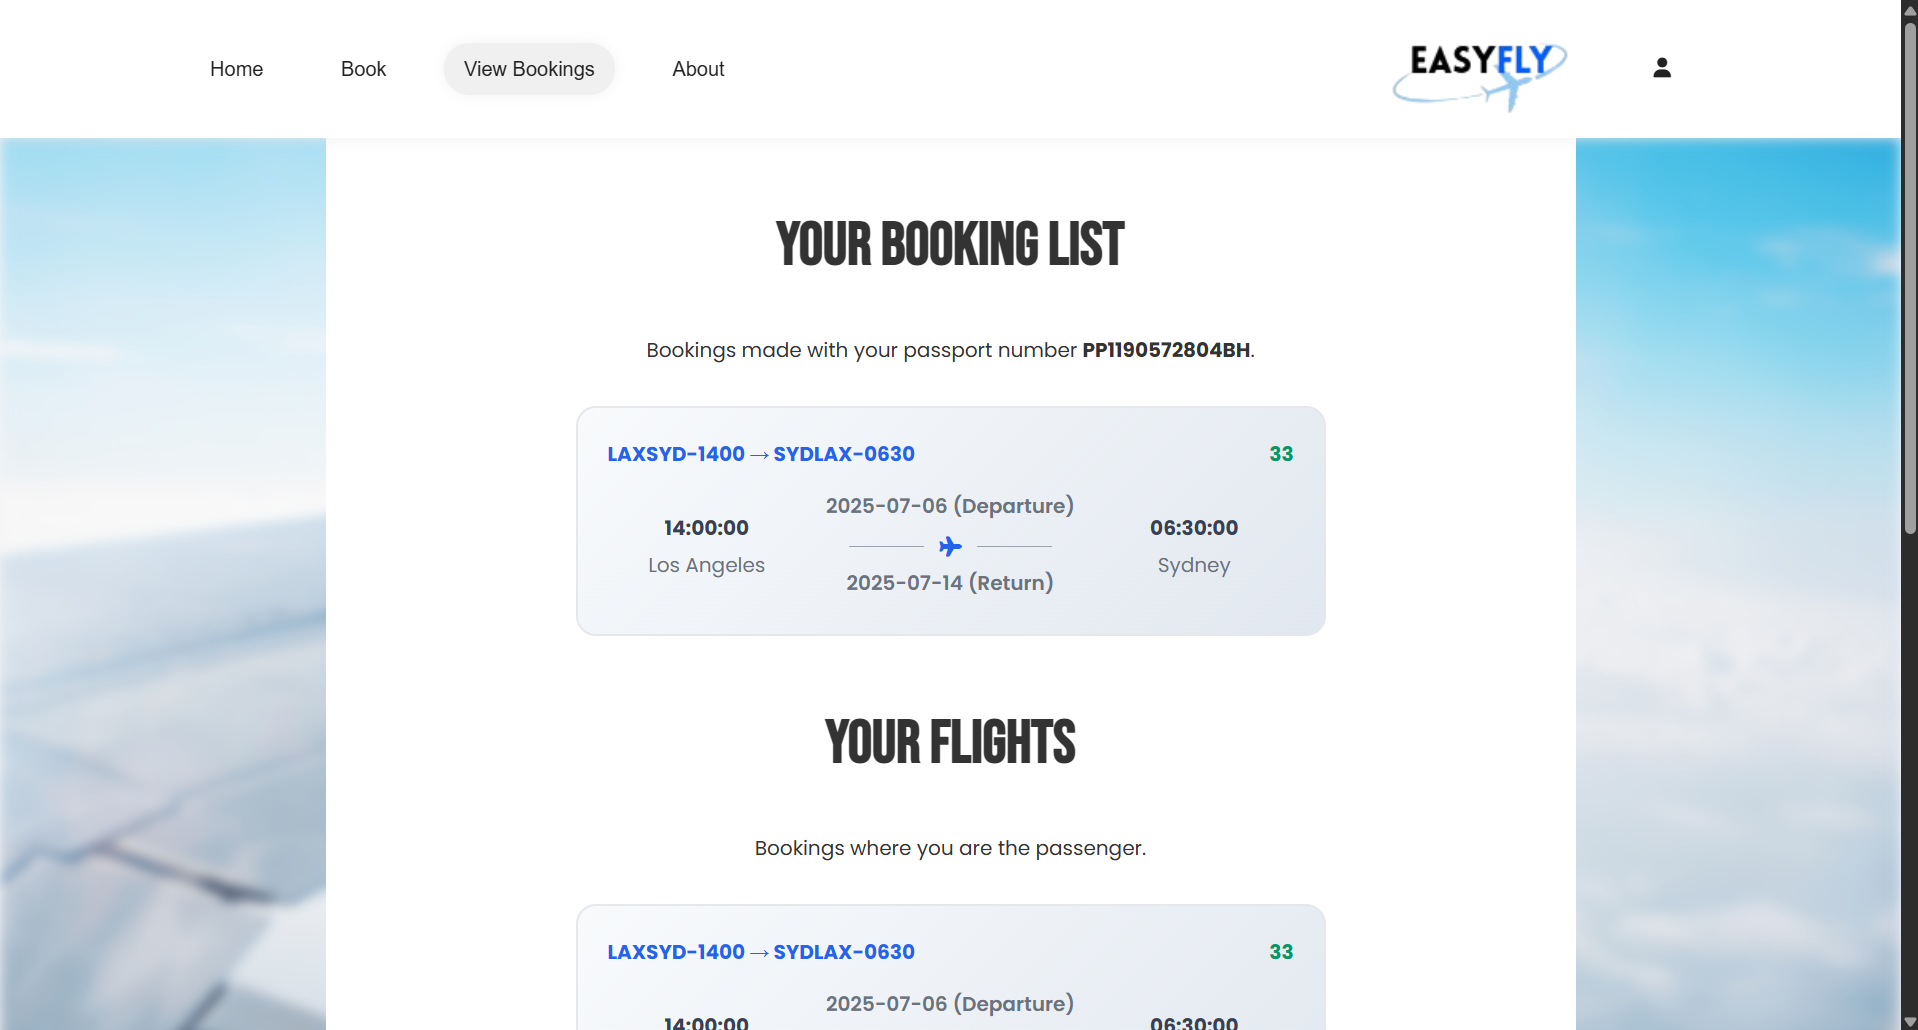 Home Book View Bookings About EASYFLY
YOUR BOOKING LIST
Bookings made with your passport number PP1190572804BH.
LAXSYD-1400 → SYDLAX-0630 33
2025-07-06 (Departure)
14:00:00 06:30:00
Los Angeles Sydney
2025-07-14 (Return)
YOUR FLIGHTS
Bookings where you are the passenger.
LAXSYD-1400 → SYDLAX-0630 33
2025-07-06 (Departure)
14:00:00 06:30:00